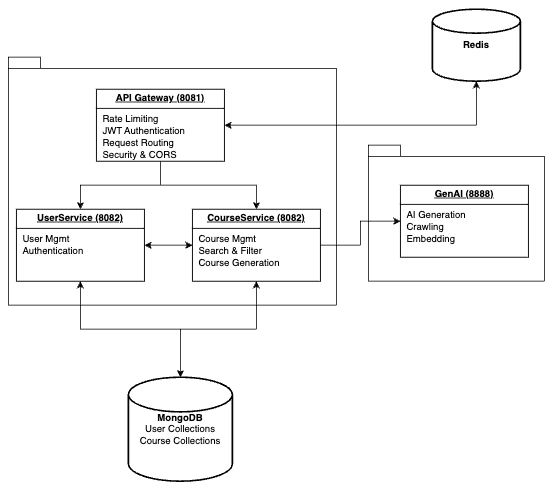 Redis
API Gateway (8081)
Rate Limiting
JWT Authentication
Request Routing
Security & CORS
GenAI (8888)
AI Generation
Crawling
Embedding
UserService (8082)
User Mgmt
Authentication
CourseService (8082)
Course Mgmt
Search & Filter
Course Generation
MongoDB
User Collections
Course Collections